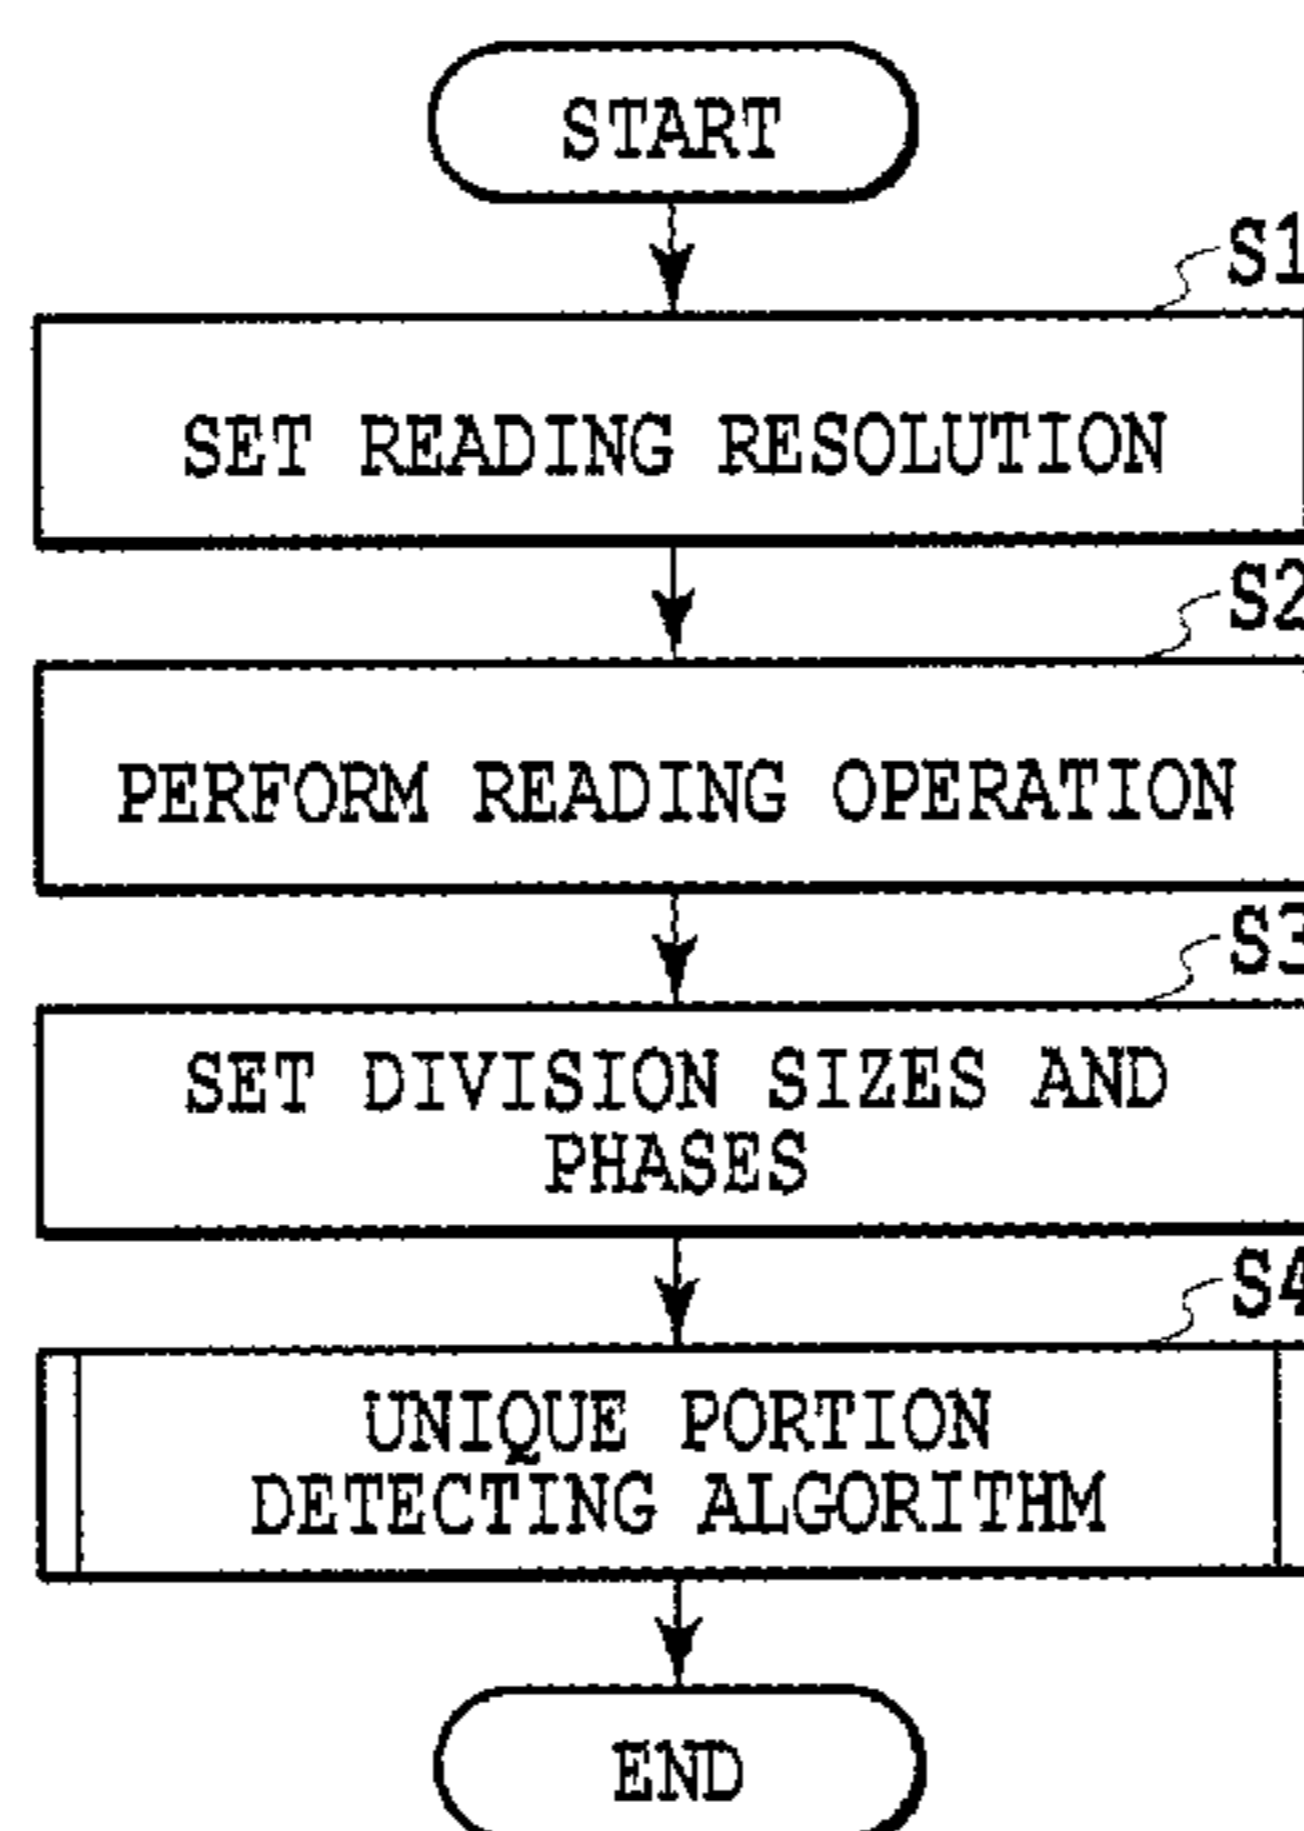 START
S1
SET READING RESOLUTION
S2
PERFORM READING OPERATION
S3
SET DIVISION SIZES AND
PHASES
S4
UNIQUE PORTION
DETECTING ALGORITHM
END